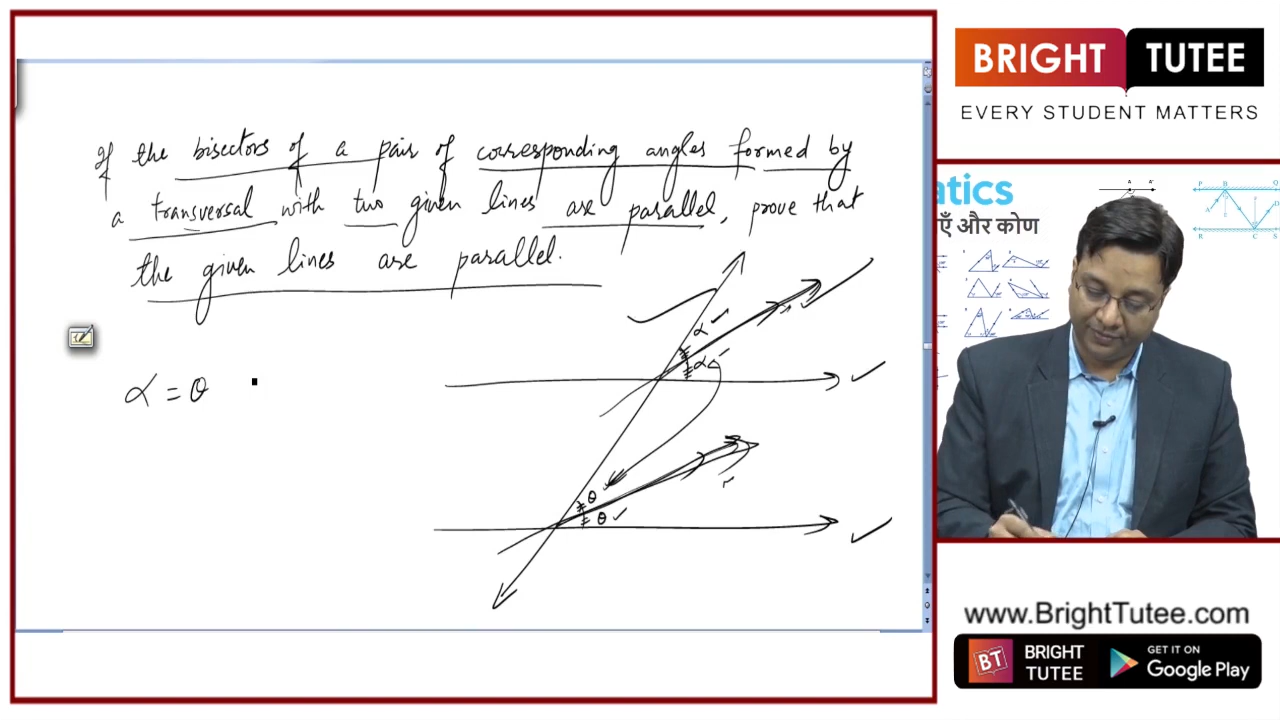 If the bisectors of a pair of corresponding angles formed by
a transversal with two given lines are parallel, prove that
the given lines are parallel.
α
α
α = θ
θ
θ
BRIGHT TUTEE
EVERY STUDENT MATTERS
atics
एँ और कोण
www.BrightTutee.com
BT BRIGHT TUTEE
GET IT ON
Google Play